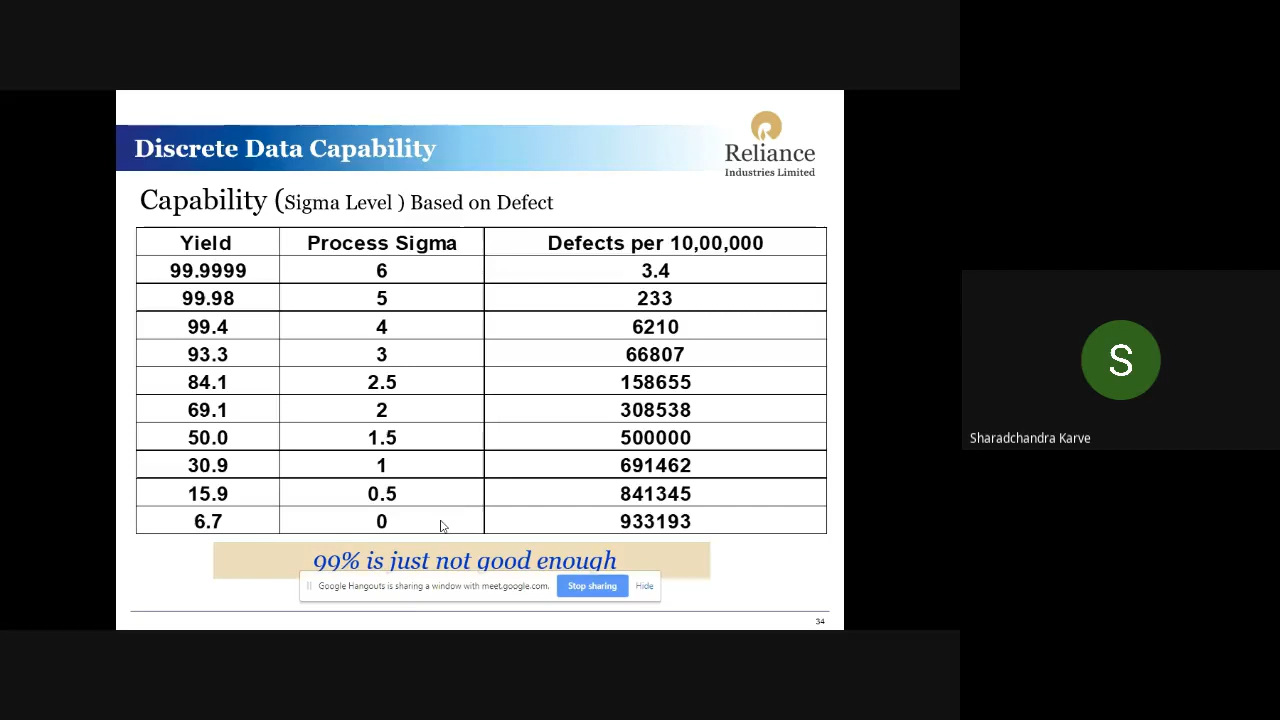 Discrete Data Capability
Reliance
Industries Limited
Capability (Sigma Level ) Based on Defect
Yield Process Sigma Defects per 10,00,000
99.9999 6 3.4
99.98 5 233
99.4 4 6210
93.3 3 66807
84.1 2.5 158655
69.1 2 308538
50.0 1.5 500000
30.9 1 691462
15.9 0.5 841345
6.7 0 933193
99% is just not good enough
Google Hangouts is sharing a window with meet.google.com. Stop sharing Hide
34
S
Sharadchandra Karve